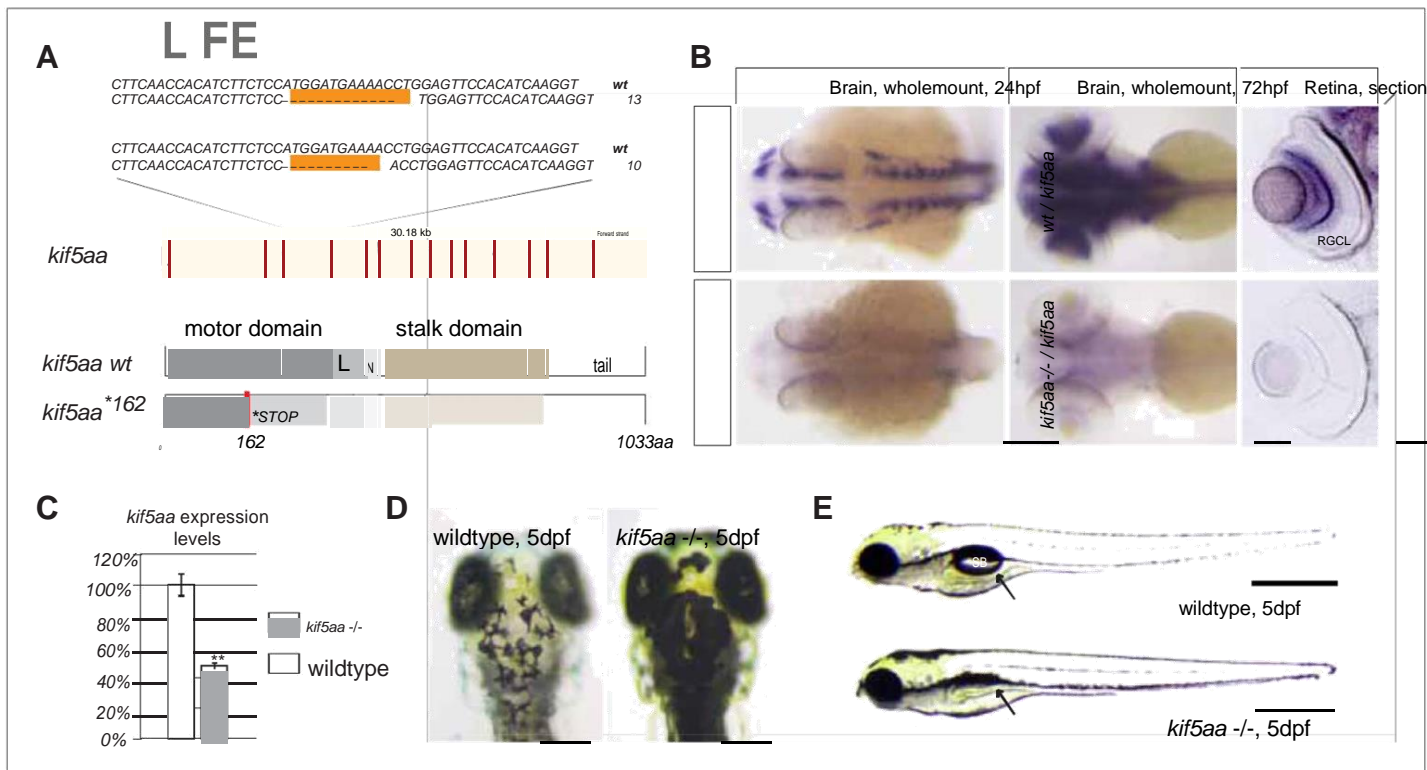 L FE
A
CTTCAACCACATCTTCTCCATGGATGAAAACCTGGAGTTCCACATCAAGGT wt
CTTCAACCACATCTTCTCC------------- TGGAGTTCCACATCAAGGT 13
CTTCAACCACATCTTCTCCATGGATGAAAACCTGGAGTTCCACATCAAGGT wt
CTTCAACCACATCTTCTCC---------- ACCTGGAGTTCCACATCAAGGT 10
30.18 kb
Forward strand
kif5aa
motor domain stalk domain
kif5aa wt L N tail
kif5aa*162 *STOP
0 162 1033aa
B
Brain, wholemount, 24hpf Brain, wholemount, 72hpf Retina, section
wt / kif5aa
RGCL
kif5aa-/- / kif5aa
C
kif5aa expression
levels
120%
100%
80%
60%
40%
20%
0%
**
kif5aa -/-
wildtype
D
wildtype, 5dpf kif5aa -/-, 5dpf
E
SB
wildtype, 5dpf
kif5aa -/-, 5dpf